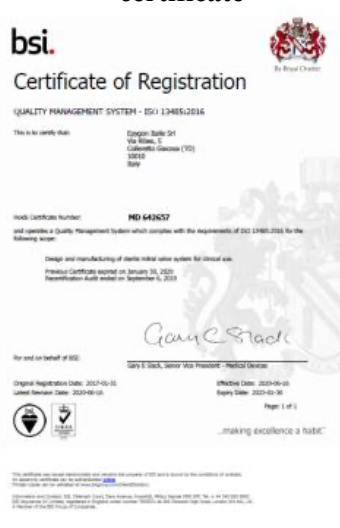 certificate
bsi.
By Royal Charter
Certificate of Registration
QUALITY MANAGEMENT SYSTEM - ISO 13485:2016
This is to certify that:
Epygon Italie Srl
Via Ribes, 5
Colleretto Giacosa (TO)
10010
Italy
Holds Certificate Number:
MD 642657
and operates a Quality Management System which complies with the requirements of ISO 13485:2016 for the
following scope:
Design and manufacturing of sterile mitral valve system for clinical use.
Previous Certificate expired on January 30, 2020
Recertification Audit ended on September 6, 2019
For and on behalf of BSI:
Gary E Slack, Senior Vice President - Medical Devices
Original Registration Date: 2017-01-31
Effective Date: 2020-06-16
Latest Revision Date: 2020-06-16
Expiry Date: 2023-01-30
Page: 1 of 1
...making excellence a habit.